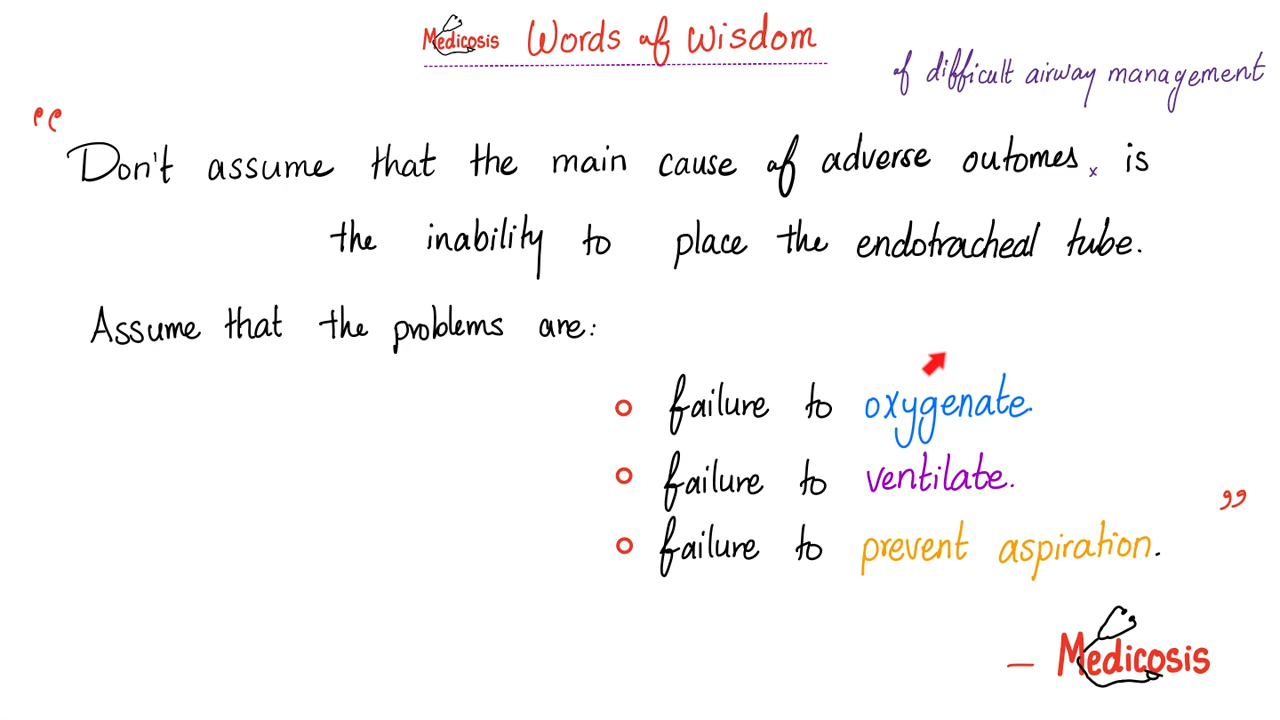 Medicosis Words of Wisdom
of difficult airway management
“
Don't assume that the main cause of adverse outomes x is
the inability to place the endotracheal tube.
Assume that the problems are:
o failure to oxygenate.
o failure to ventilate.
”
o failure to prevent aspiration.
— Medicosis